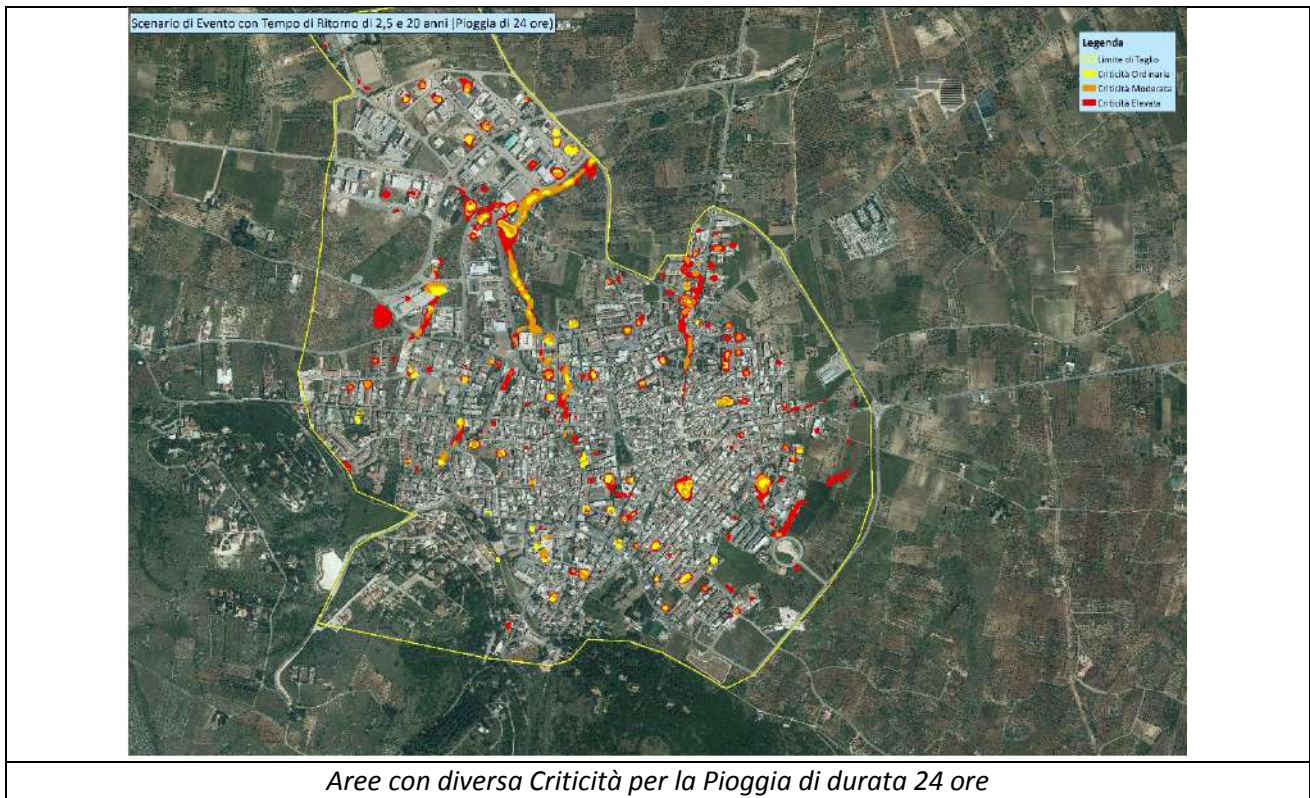 Scenario di Evento con Tempo di Ritorno di 2,5 e 20 anni (Pioggia di 24 ore)
Legenda
Limite di Taglio
Criticità Ordinaria
Criticità Moderata
Criticità Elevata
Aree con diversa Criticità per la Pioggia di durata 24 ore